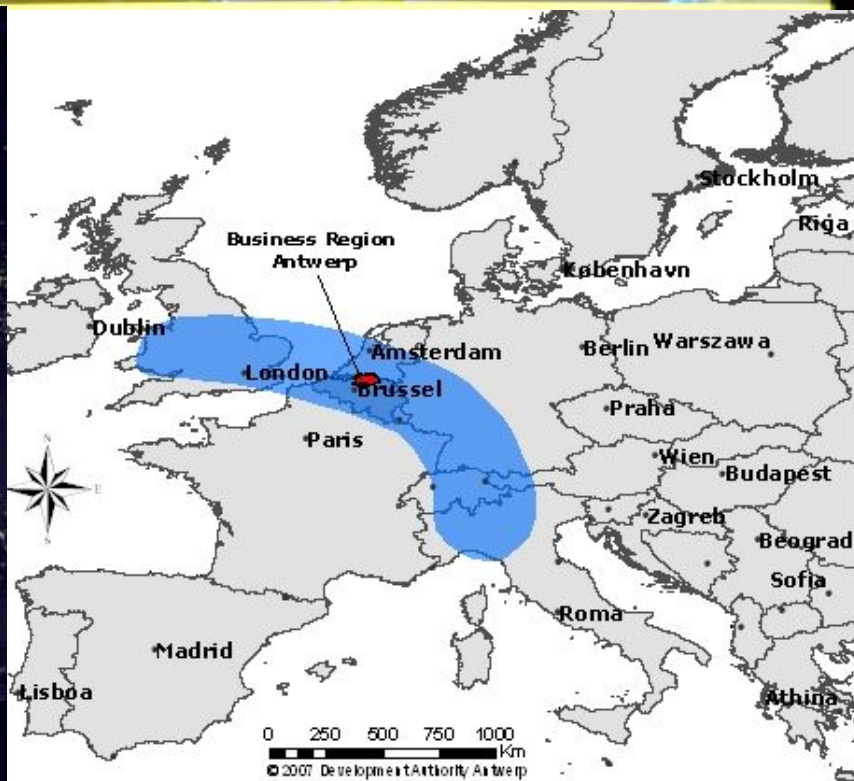 Stockholm
Riga
Business Region
Antwerp
København
Dublin
Amsterdam
Berlin
Warszawa
London
Brussel
Praha
Paris
Wien
Budapest
N
E
Zagreb
Beograd
Sofia
Roma
Madrid
Lisboa
Athina
0 250 500 750 1000
Km
© 2007 Development Authority Antwerp